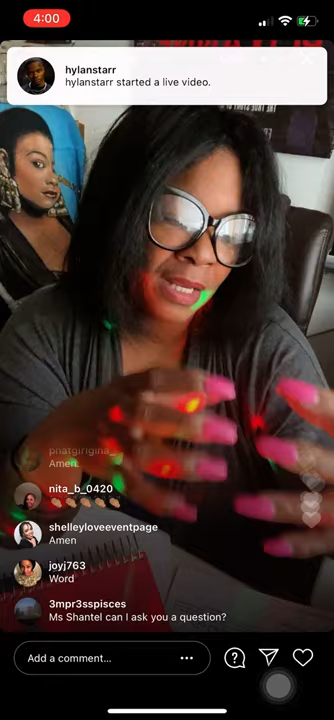 4:00
hylanstarr
hylanstarr started a live video.
phatgirlgina_
Amen.
nita_b_0420
shelleyloveeventpage
Amen
joyj763
Word
3mpr3sspisces
Ms Shantel can I ask you a question?
Add a comment...